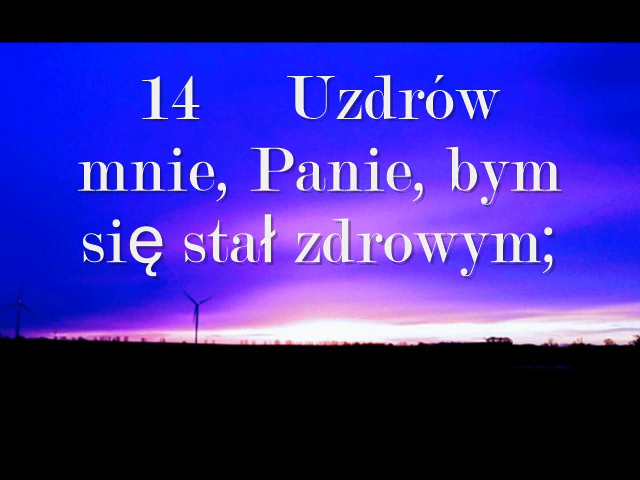 14 Uzdrów
mnie, Panie, bym
się stał zdrowym;